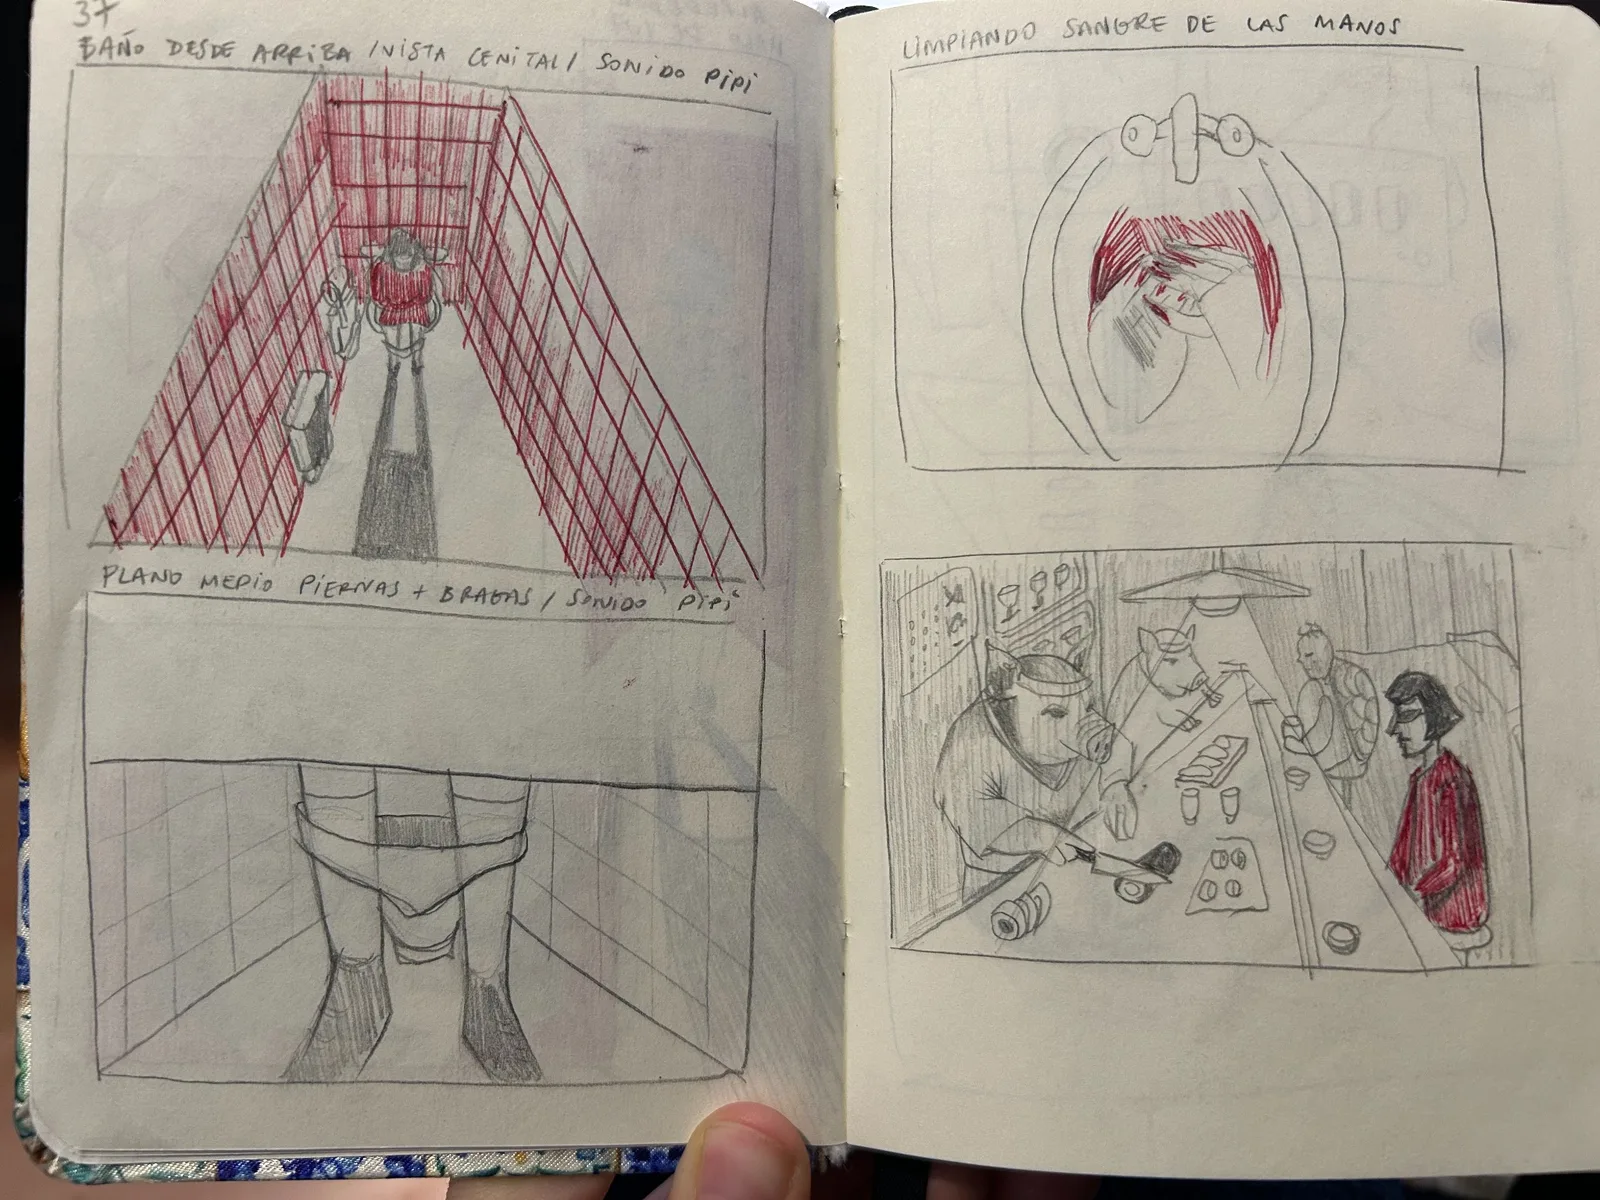 37
BAÑO DESDE ARRIBA /VISTA CENITAL/ SONIDO PIPI
PLANO MEDIO PIERNAS + BRAGAS / SONIDO PIPI
LIMPIANDO SANGRE DE LAS MANOS